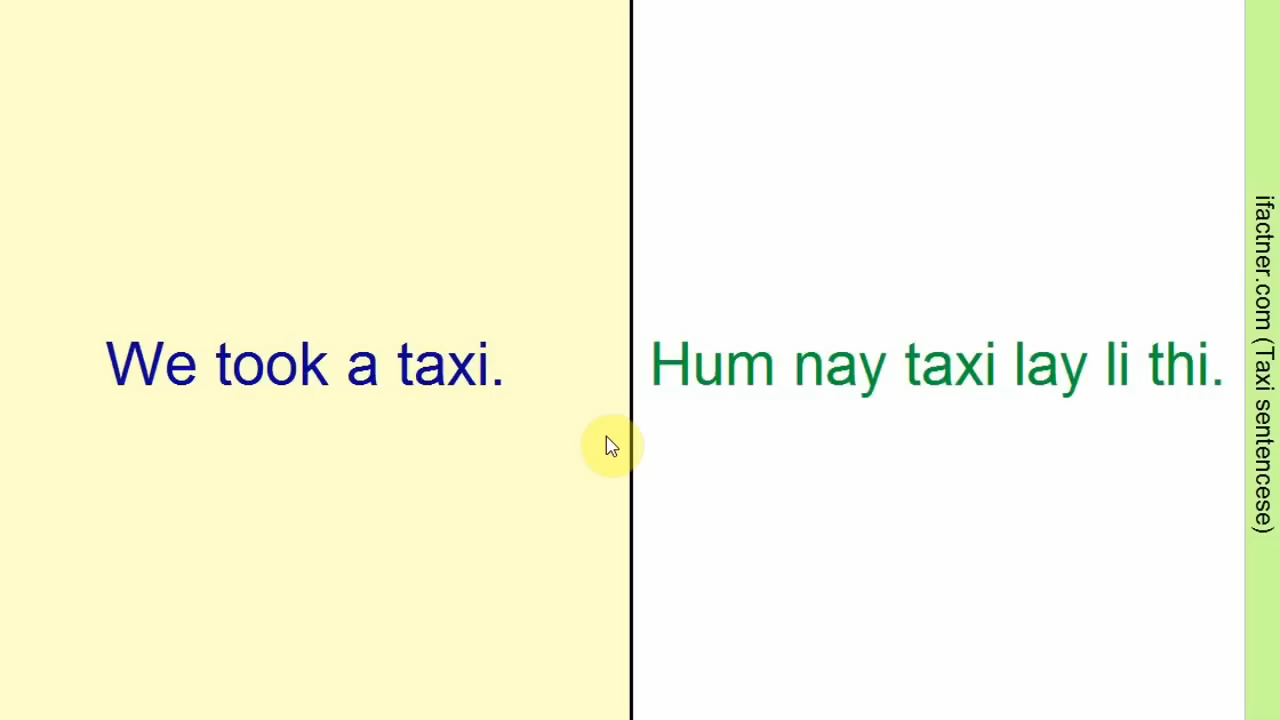 We took a taxi.
Hum nay taxi lay li thi.
ifactner.com (Taxi sentencese)